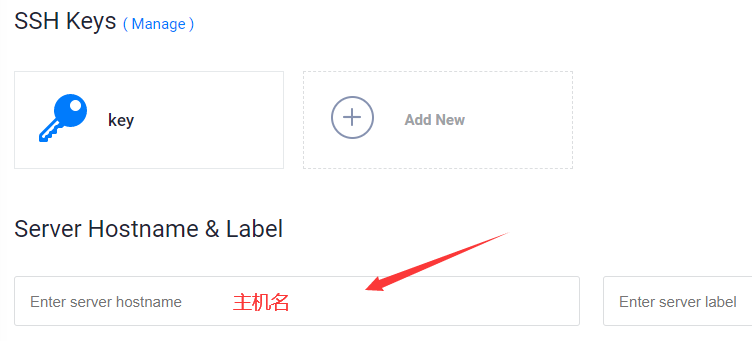 SSH Keys ( Manage )
key
Add New
Server Hostname & Label
Enter server hostname 主机名 Enter server label